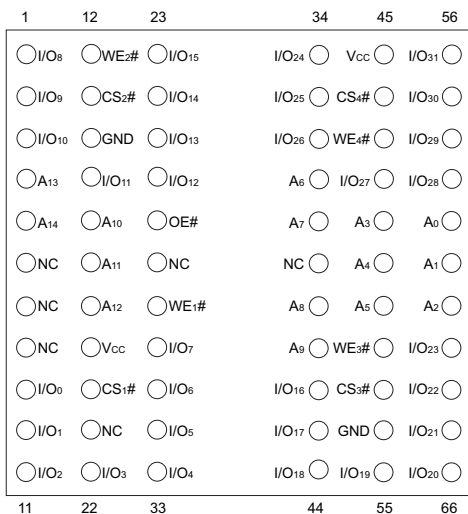 1 12 23 34 45 56
I/O8 WE2# I/O15 I/O24 Vcc I/O31
I/O9 CS2# I/O14 I/O25 CS4# I/O30
I/O10 GND I/O13 I/O26 WE4# I/O29
A13 I/O11 I/O12 A6 I/O27 I/O28
A14 A10 OE# A7 A3 A0
NC A11 NC NC A4 A1
NC A12 WE1# A8 A5 A2
NC Vcc I/O7 A9 WE3# I/O23
I/O0 CS1# I/O6 I/O16 CS3# I/O22
I/O1 NC I/O5 I/O17 GND I/O21
I/O2 I/O3 I/O4 I/O18 I/O19 I/O20
11 22 33 44 55 66